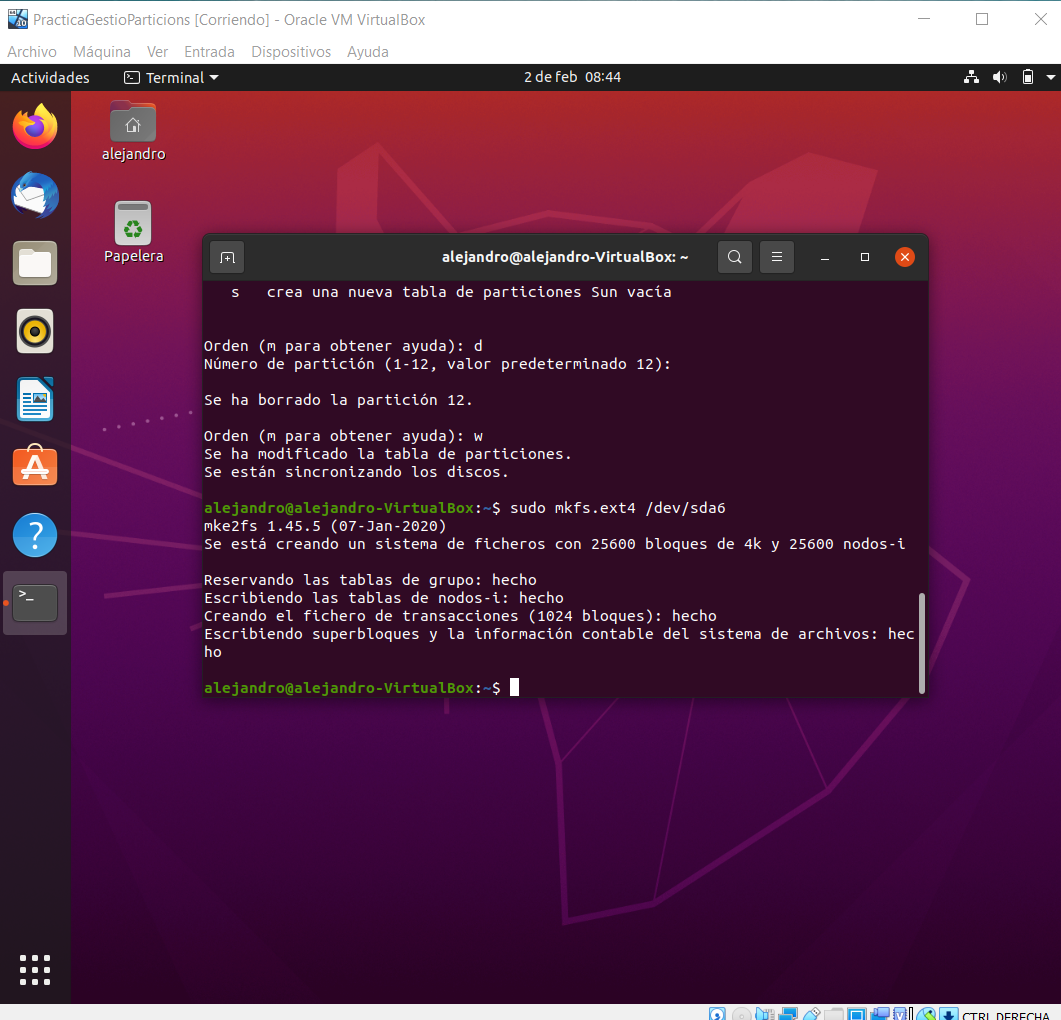 PracticaGestioParticions [Corriendo] - Oracle VM VirtualBox
Archivo Máquina Ver Entrada Dispositivos Ayuda
Actividades Terminal 2 de feb 08:44
alejandro
Papelera
alejandro@alejandro-VirtualBox: ~
s   crea una nueva tabla de particiones Sun vacía
Orden (m para obtener ayuda): d
Número de partición (1-12, valor predeterminado 12):
Se ha borrado la partición 12.
Orden (m para obtener ayuda): w
Se ha modificado la tabla de particiones.
Se están sincronizando los discos.
alejandro@alejandro-VirtualBox:~$ sudo mkfs.ext4 /dev/sda6
mke2fs 1.45.5 (07-Jan-2020)
Se está creando un sistema de ficheros con 25600 bloques de 4k y 25600 nodos-i
Reservando las tablas de grupo: hecho
Escribiendo las tablas de nodos-i: hecho
Creando el fichero de transacciones (1024 bloques): hecho
Escribiendo superbloques y la información contable del sistema de archivos: hec
ho
alejandro@alejandro-VirtualBox:~$
CTRL DERECHA